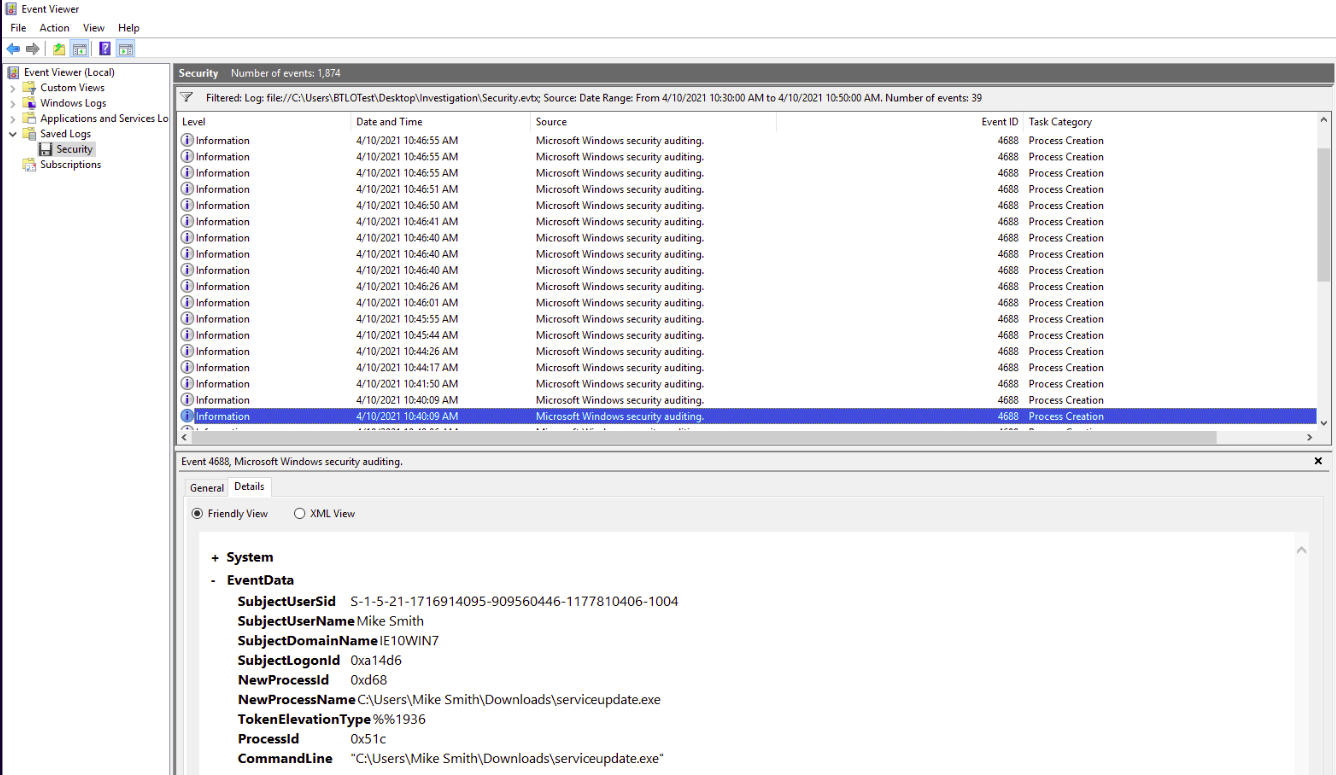 Event Viewer
File Action View Help
Event Viewer (Local)
Custom Views
Windows Logs
Applications and Services Lo
Saved Logs
Security
Subscriptions
Security Number of events: 1,874
Filtered: Log: file://C:\Users\BTLOTest\Desktop\Investigation\Security.evtx; Source: Date Range: From 4/10/2021 10:30:00 AM to 4/10/2021 10:50:00 AM. Number of events: 39
Level Date and Time Source Event ID Task Category
Information 4/10/2021 10:46:55 AM Microsoft Windows security auditing. 4688 Process Creation
Information 4/10/2021 10:46:55 AM Microsoft Windows security auditing. 4688 Process Creation
Information 4/10/2021 10:46:55 AM Microsoft Windows security auditing. 4688 Process Creation
Information 4/10/2021 10:46:51 AM Microsoft Windows security auditing. 4688 Process Creation
Information 4/10/2021 10:46:50 AM Microsoft Windows security auditing. 4688 Process Creation
Information 4/10/2021 10:46:41 AM Microsoft Windows security auditing. 4688 Process Creation
Information 4/10/2021 10:46:40 AM Microsoft Windows security auditing. 4688 Process Creation
Information 4/10/2021 10:46:40 AM Microsoft Windows security auditing. 4688 Process Creation
Information 4/10/2021 10:46:40 AM Microsoft Windows security auditing. 4688 Process Creation
Information 4/10/2021 10:46:26 AM Microsoft Windows security auditing. 4688 Process Creation
Information 4/10/2021 10:46:01 AM Microsoft Windows security auditing. 4688 Process Creation
Information 4/10/2021 10:45:55 AM Microsoft Windows security auditing. 4688 Process Creation
Information 4/10/2021 10:45:44 AM Microsoft Windows security auditing. 4688 Process Creation
Information 4/10/2021 10:44:26 AM Microsoft Windows security auditing. 4688 Process Creation
Information 4/10/2021 10:44:17 AM Microsoft Windows security auditing. 4688 Process Creation
Information 4/10/2021 10:41:50 AM Microsoft Windows security auditing. 4688 Process Creation
Information 4/10/2021 10:40:09 AM Microsoft Windows security auditing. 4688 Process Creation
Information 4/10/2021 10:40:09 AM Microsoft Windows security auditing. 4688 Process Creation
Event 4688, Microsoft Windows security auditing.
General Details
Friendly View XML View
+ System
- EventData
SubjectUserSid S-1-5-21-1716914095-909560446-1177810406-1004
SubjectUserName Mike Smith
SubjectDomainName IE10WIN7
SubjectLogonId 0xa14d6
NewProcessId 0xd68
NewProcessName C:\Users\Mike Smith\Downloads\serviceupdate.exe
TokenElevationType %%1936
ProcessId 0x51c
CommandLine "C:\Users\Mike Smith\Downloads\serviceupdate.exe"